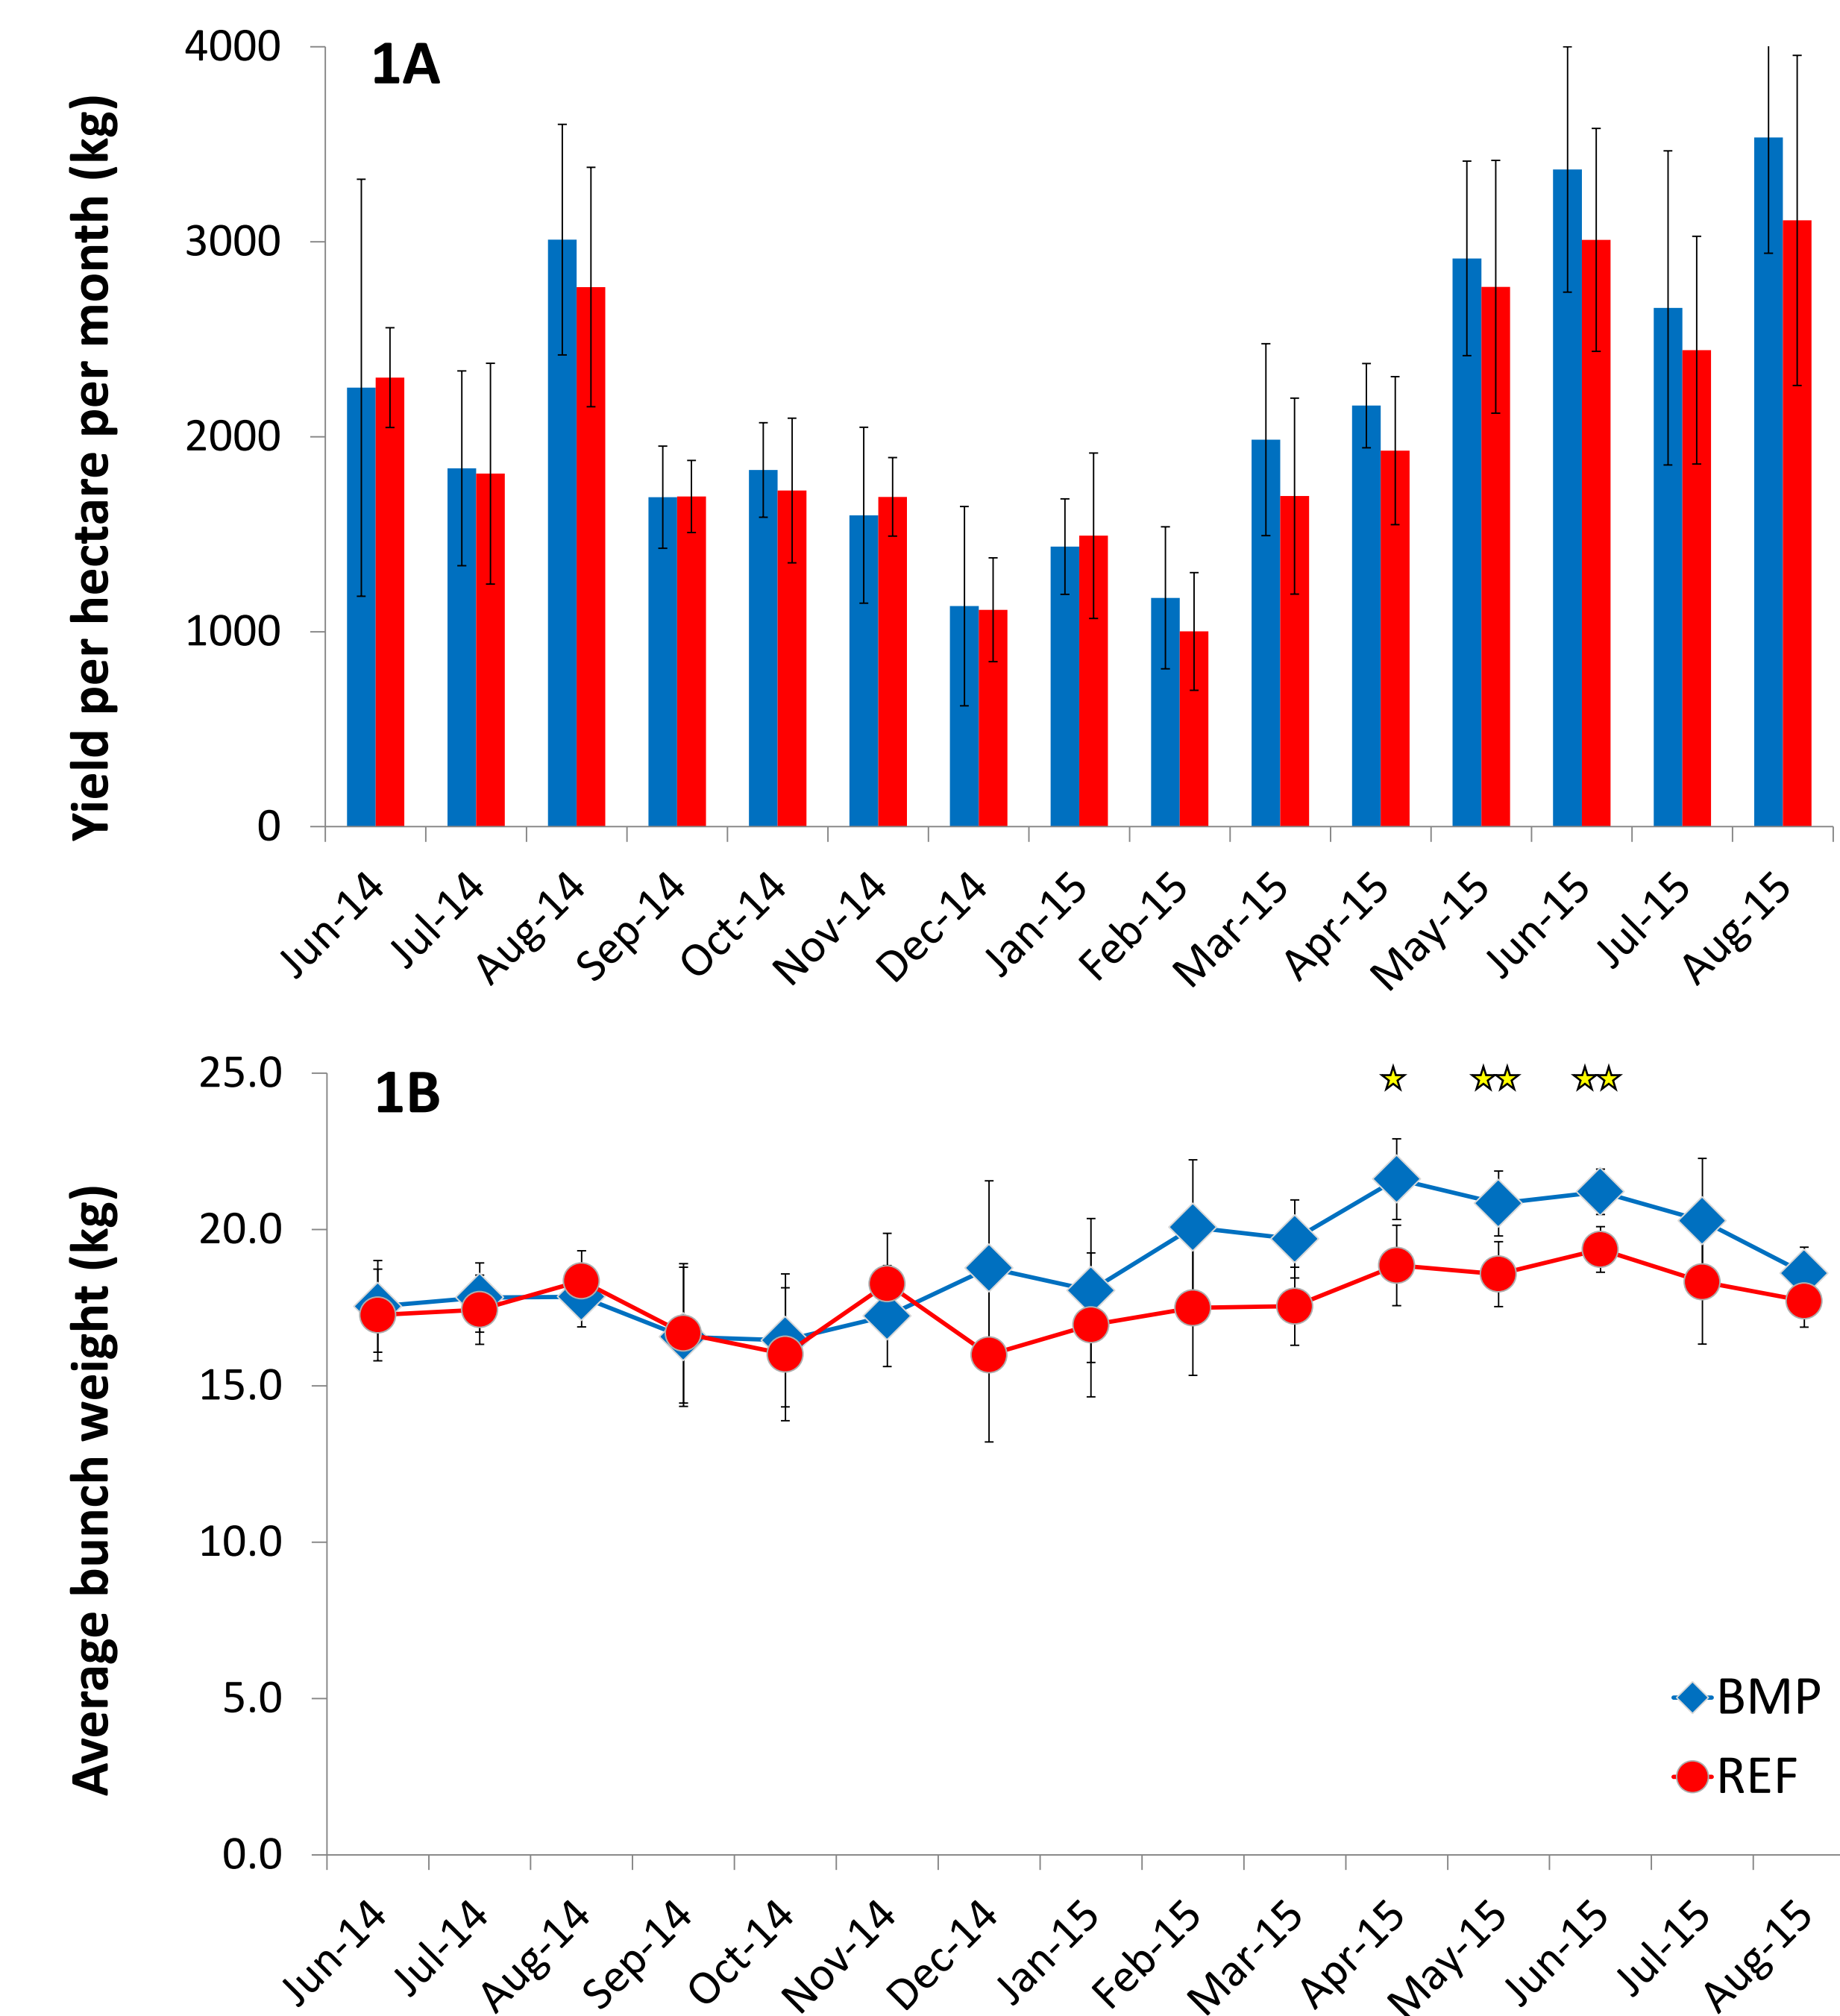 1A
Yield per hectare per month (kg)
4000
3000
2000
1000
0
Jun-14
Jul-14
Aug-14
Sep-14
Oct-14
Nov-14
Dec-14
Jan-15
Feb-15
Mar-15
Apr-15
May-15
Jun-15
Jul-15
Aug-15
1B
Average bunch weight (kg)
25.0
20.0
15.0
10.0
5.0
0.0
BMP
REF
Jun-14
Jul-14
Aug-14
Sep-14
Oct-14
Nov-14
Dec-14
Jan-15
Feb-15
Mar-15
Apr-15
May-15
Jun-15
Jul-15
Aug-15